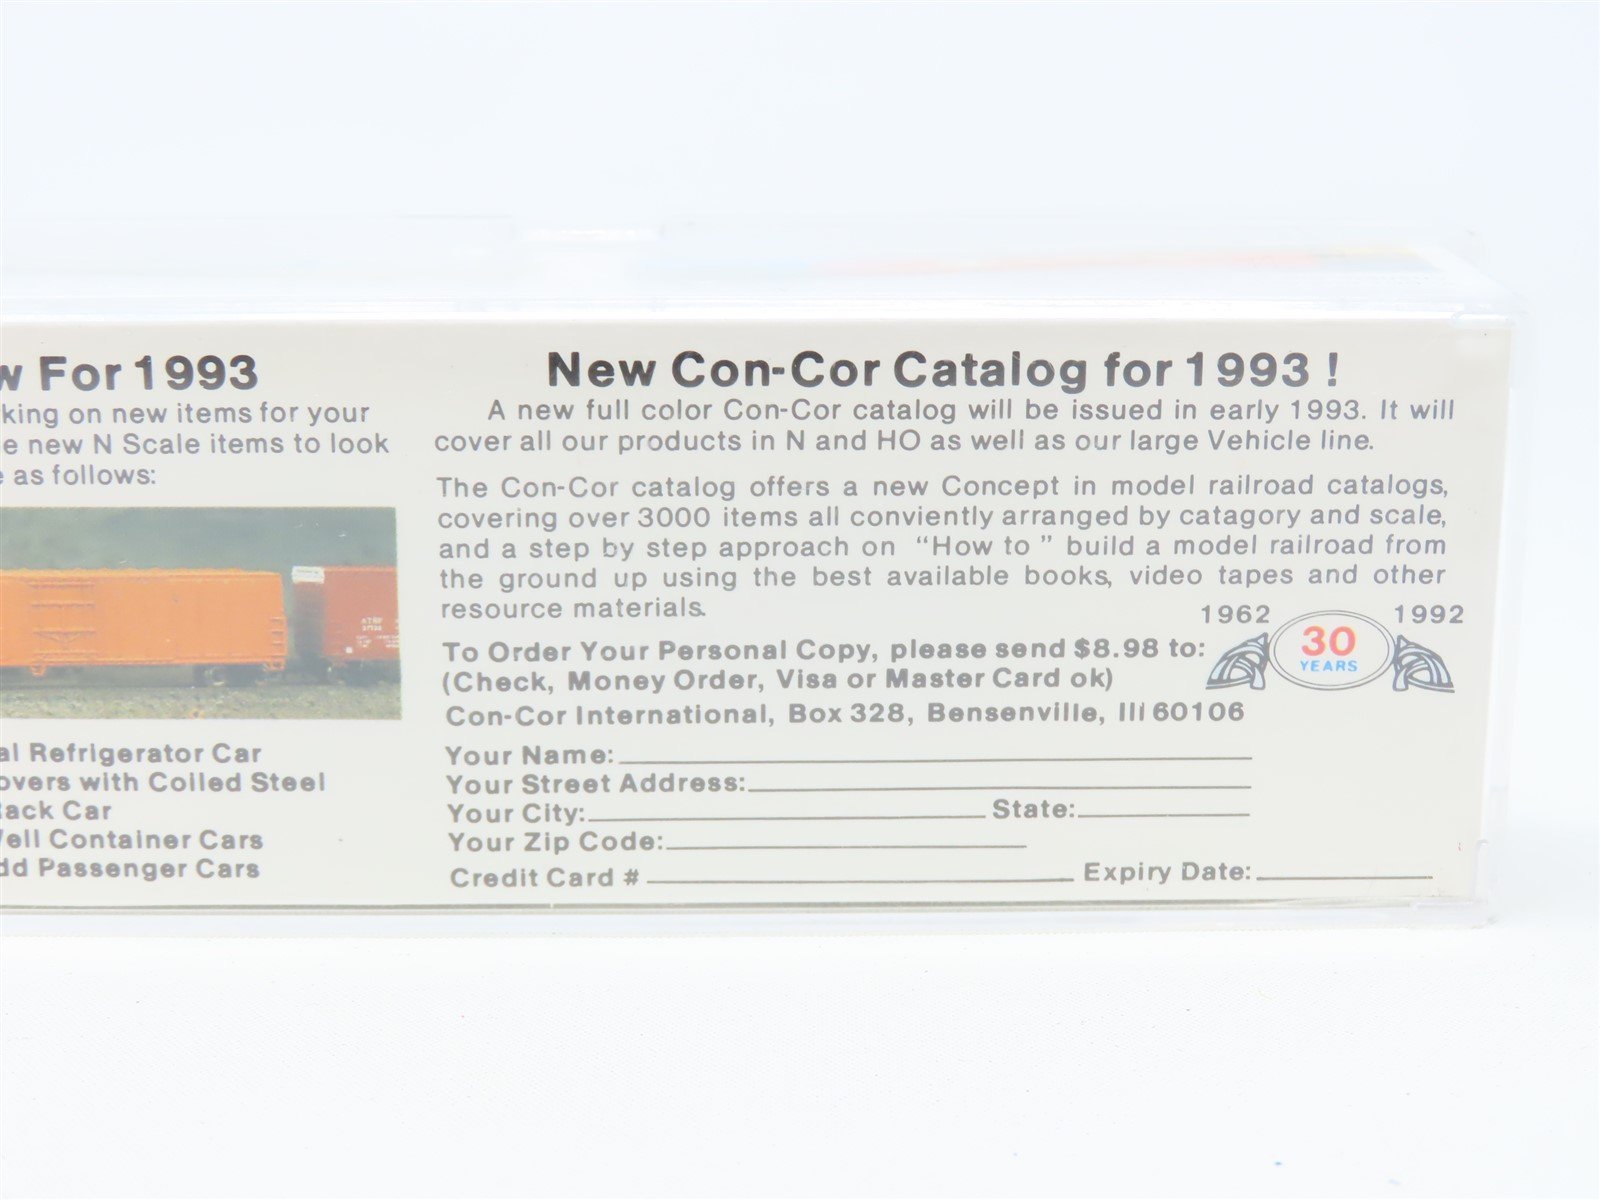 For 1993
king on new items for your
e new N Scale items to look
as follows:
al Refrigerator Car
overs with Coiled Steel
Rack Car
Well Container Cars
dd Passenger Cars
New Con-Cor Catalog for 1993 !
A new full color Con-Cor catalog will be issued in early 1993. It will
cover all our products in N and HO as well as our large Vehicle line.
The Con-Cor catalog offers a new Concept in model railroad catalogs,
covering over 3000 items all conviently arranged by catagory and scale,
and a step by step approach on "How to " build a model railroad from
the ground up using the best available books, video tapes and other
resource materials.
1962 1992
30
YEARS
To Order Your Personal Copy, please send $8.98 to:
(Check, Money Order, Visa or Master Card ok)
Con-Cor International, Box 328, Bensenville, Ill 60106
Your Name:
Your Street Address:
Your City: State:
Your Zip Code:
Credit Card # Expiry Date: